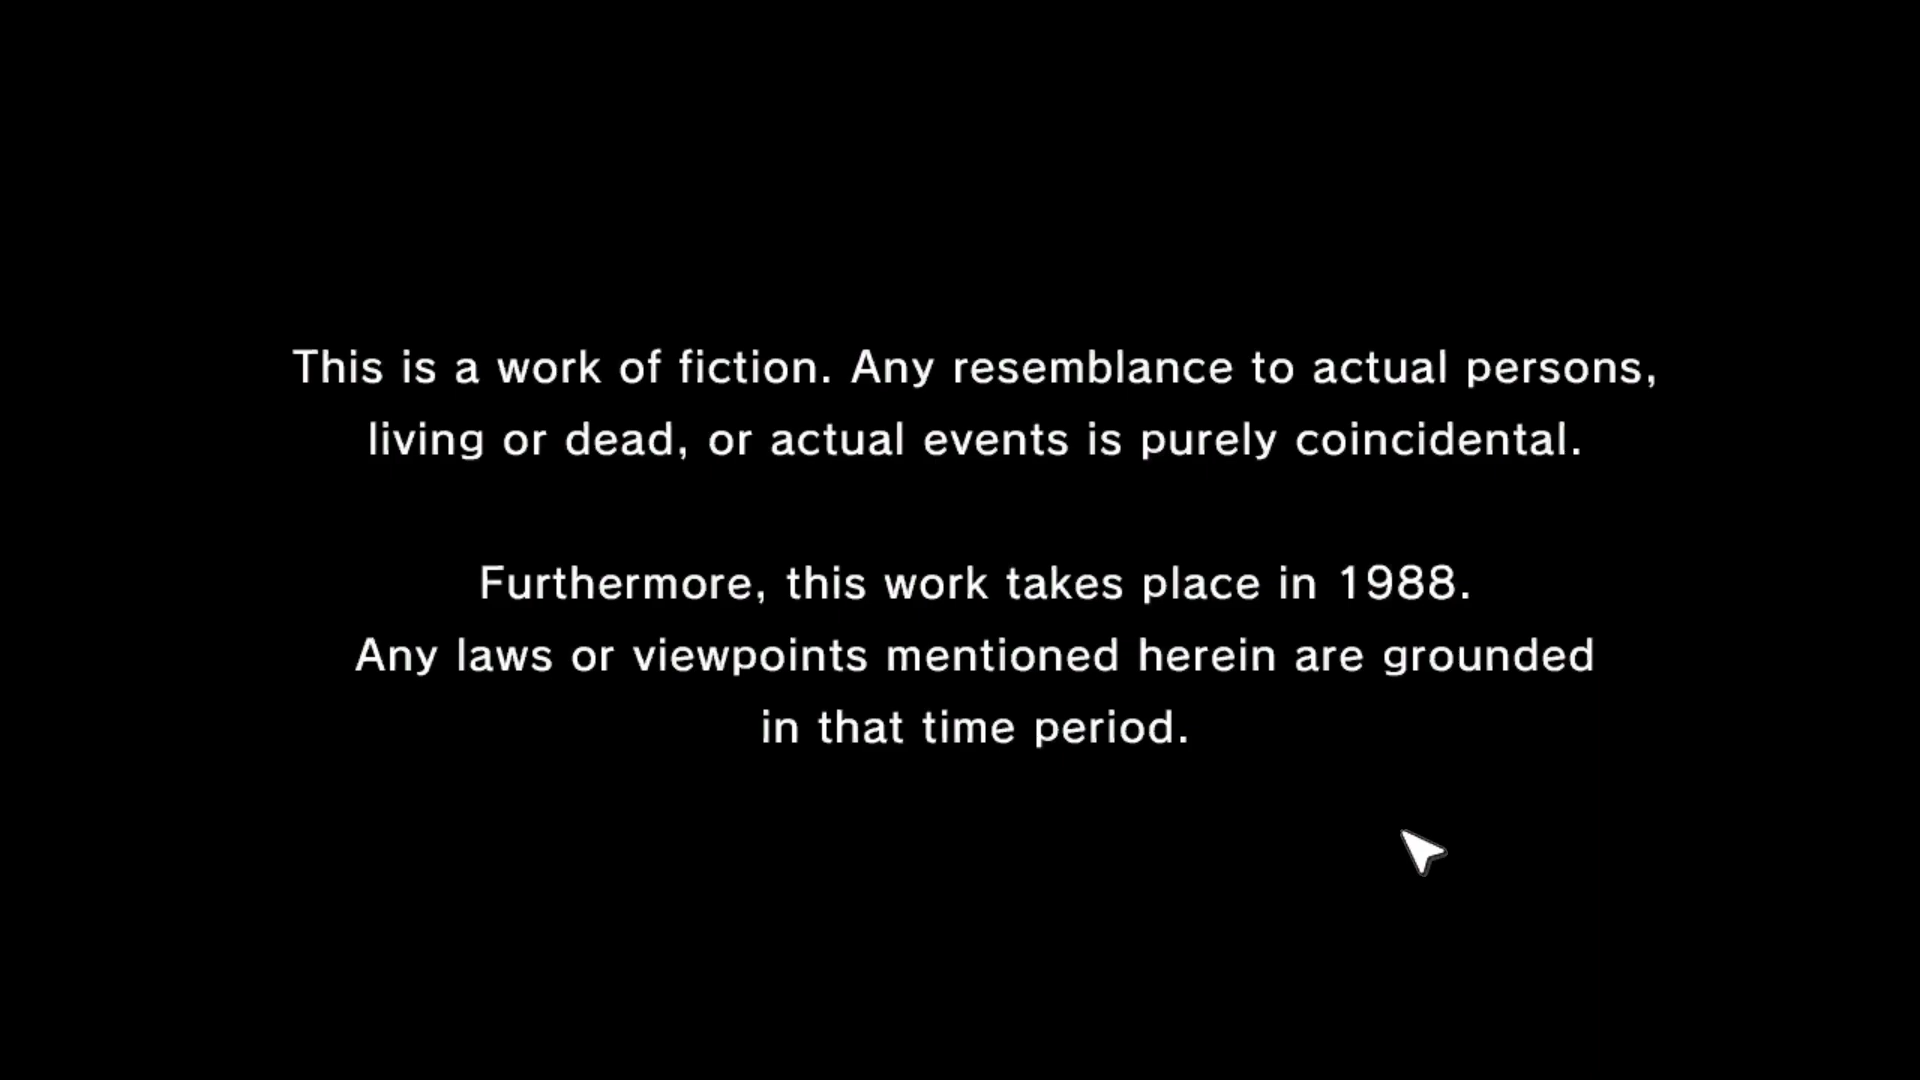 This is a work of fiction. Any resemblance to actual persons,
living or dead, or actual events is purely coincidental.
Furthermore, this work takes place in 1988.
Any laws or viewpoints mentioned herein are grounded
in that time period.